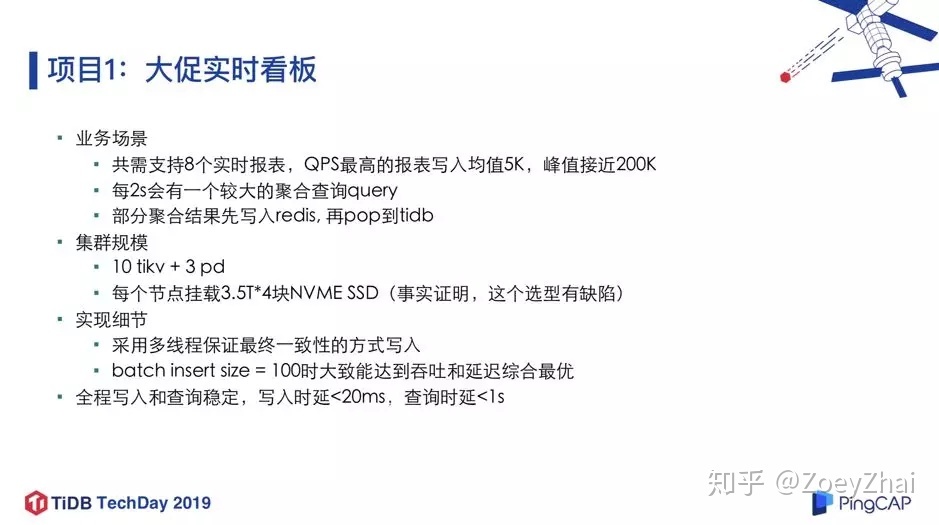 项目1：大促实时看板
业务场景
共需支持8个实时报表，QPS最高的报表写入均值5K，峰值接近200K
每2s会有一个较大的聚合查询query
部分聚合结果先写入redis, 再pop到tidb
集群规模
10 tikv + 3 pd
每个节点挂载3.5T*4块NVME SSD（事实证明，这个选型有缺陷）
实现细节
采用多线程保证最终一致性的方式写入
batch insert size = 100时大致能达到吞吐和延迟综合最优
全程写入和查询稳定，写入时延<20ms，查询时延<1s
TiDB TechDay 2019
知乎 @ZoeyZhai
PingCAP